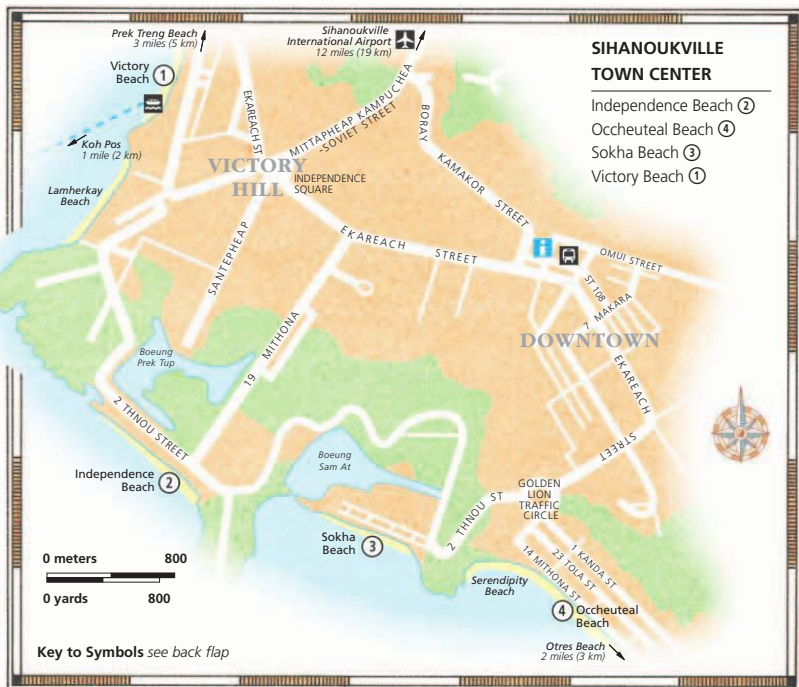 Prek Treng Beach
3 miles (5 km)
Sihanoukville
International Airport
12 miles (19 km)
SIHANOUKVILLE
TOWN CENTER
Independence Beach ②
Occheuteal Beach ④
Sokha Beach ③
Victory Beach ①
Victory
Beach ①
Koh Pos
1 mile (2 km)
Lamherkay
Beach
EKAREACH ST
MITTAPHEAP KAMPUCHEA
-SOVIET STREET
BORAY
KAMAKOR
STREET
VICTORY
HILL
INDEPENDENCE
SQUARE
EKAREACH STREET
SANTEPHEAP
OMUI STREET
ST 108
7 MAKARA
DOWNTOWN
EKAREACH
STREET
19 MITHONA
Boeung
Prek Tup
2 THNOU STREET
Independence
Beach ②
Boeung
Sam At
Sokha
Beach ③
2 THNOU ST
GOLDEN
LION
TRAFFIC
CIRCLE
1 KANDA ST
23 TOLA ST
14 MITHONA ST
Serendipity
Beach
④ Occheuteal
Beach
Otres Beach
2 miles (3 km)
0 meters 800
0 yards 800
Key to Symbols see back flap